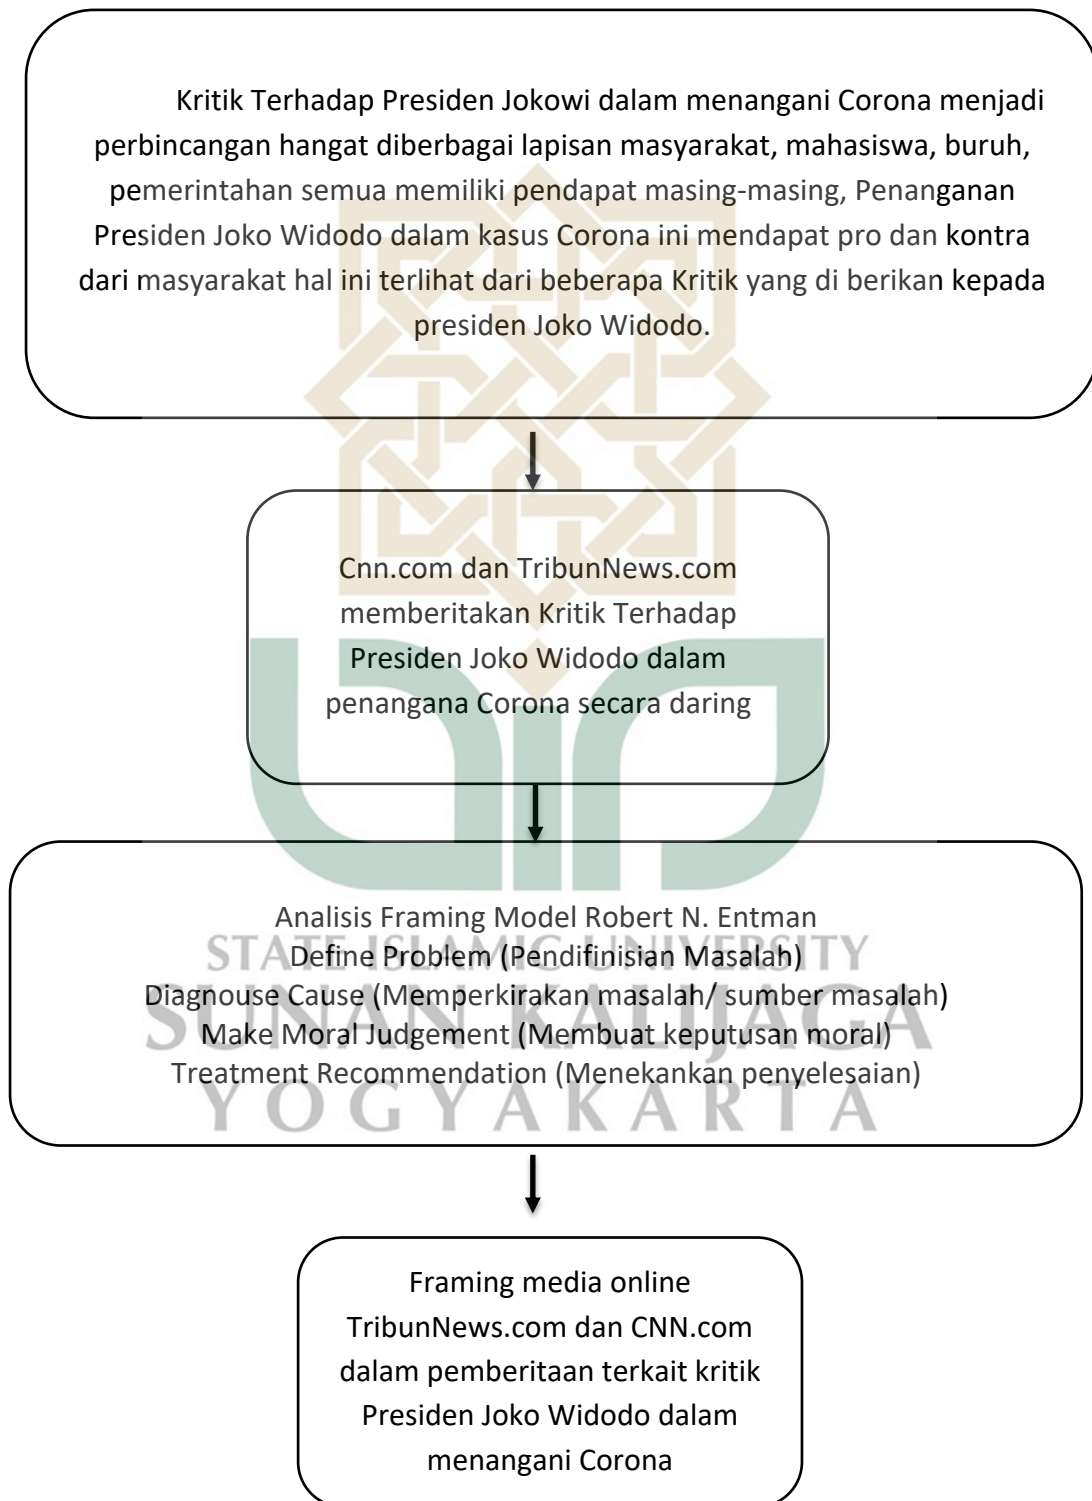 Kritik Terhadap Presiden Jokowi dalam menangani Corona menjadi
perbincangan hangat diberbagai lapisan masyarakat, mahasiswa, buruh,
pemerintahan semua memiliki pendapat masing-masing, Penanganan
Presiden Joko Widodo dalam kasus Corona ini mendapat pro dan kontra
dari masyarakat hal ini terlihat dari beberapa Kritik yang di berikan kepada
presiden Joko Widodo.
Cnn.com dan TribunNews.com
memberitakan Kritik Terhadap
Presiden Joko Widodo dalam
penangana Corona secara daring
Analisis Framing Model Robert N. Entman
STATE ISLAMIC UNIVERSITY
Define Problem (Pendifinisian Masalah)
Diagnouse Cause (Memperkirakan masalah/ sumber masalah)
SUNAN KALIJAGA
Make Moral Judgement (Membuat keputusan moral)
Treatment Recommendation (Menekankan penyelesaian)
YOGYAKARTA
Framing media online
TribunNews.com dan CNN.com
dalam pemberitaan terkait kritik
Presiden Joko Widodo dalam
menangani Corona